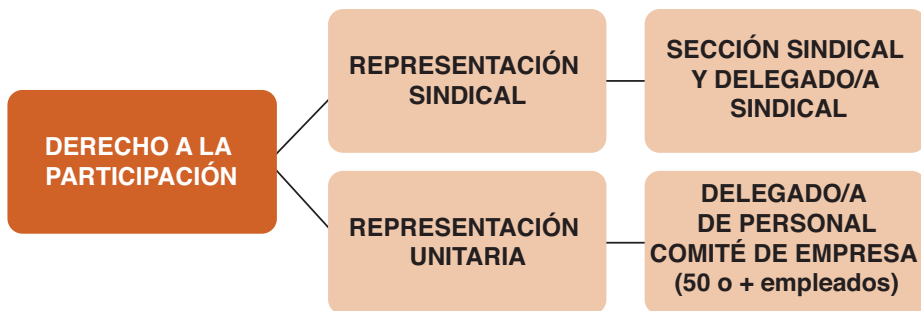 DERECHO A LA
PARTICIPACIÓN
REPRESENTACIÓN
SINDICAL
SECCIÓN SINDICAL
Y DELEGADO/A
SINDICAL
REPRESENTACIÓN
UNITARIA
DELEGADO/A
DE PERSONAL
COMITÉ DE EMPRESA
(50 o + empleados)